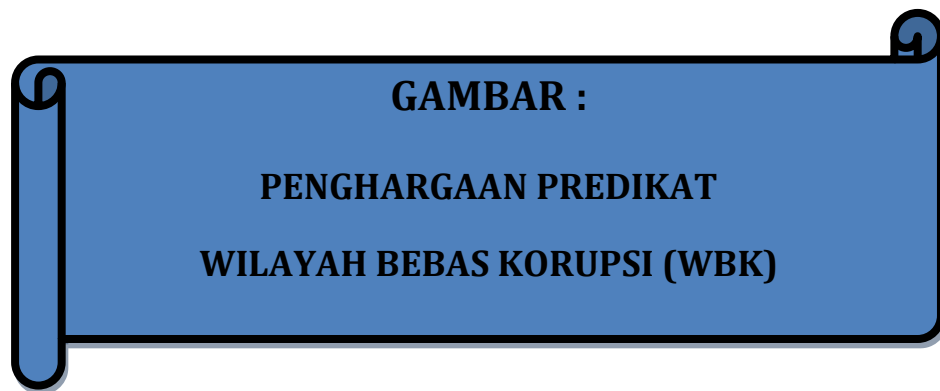 GAMBAR :
PENGHARGAAN PREDIKAT
WILAYAH BEBAS KORUPSI (WBK)